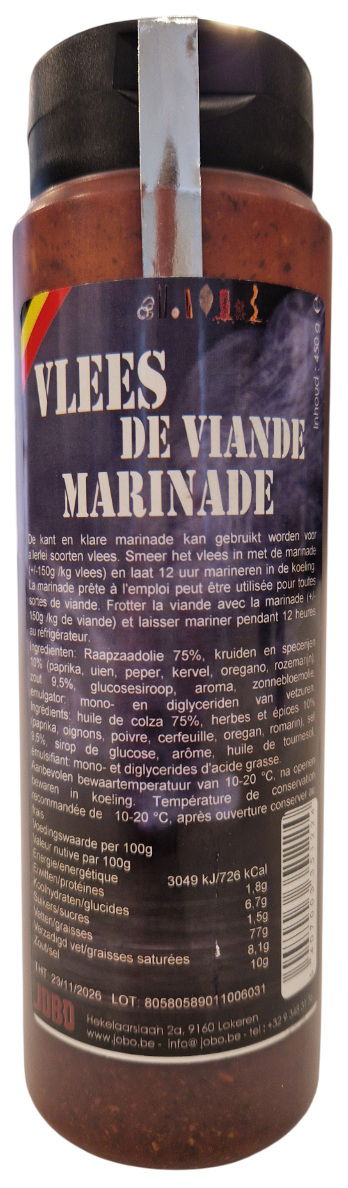 Inhoud : 450 g e
VLEES
DE VIANDE
MARINADE
De kant en klare marinade kan gebruikt worden voor
allerlei soorten vlees. Smeer het vlees in met de marinade
(+/-150g /kg vlees) en laat 12 uur marineren in de koeling.
La marinade prête à l'emploi peut être utilisée pour toutes
sortes de viande. Frotter la viande avec la marinade (+/-
150g /kg de viande) et laisser mariner pendant 12 heures
au réfrigérateur.
Ingredienten: Raapzaadolie 75%, kruiden en specerijen
10% (paprika, uien, peper, kervel, oregano, rozemarijn),
zout 9.5%, glucosesiroop, aroma, zonnebloemolie,
emulgator: mono- en diglyceriden van vetzuren.
Ingrédients: huile de colza 75%, herbes et épices 10%
(paprika, oignons, poivre, cerfeuille, oregan, romarin), sel
9.5%, sirop de glucose, arôme, huile de tournesol,
émulsifiant: mono- et diglycerides d'acide grasse.
Aanbevolen bewaartemperatuur van 10-20 °C, na openen
bewaren in koeling. Température de conservation
recommandée de 10-20 °C, après ouverture conserver au
frais
Voedingswaarde per 100g
Valeur nutive par 100g
Energie/energétique 3049 kJ/726 kCal
Eiwitten/protéines 1,8g
Koolhydraten/glucides 6,7g
Suikers/sucres 1,5g
Vetten/graisses 77g
Verzadigd vet/graisses saturées 8,1g
Zout/sel 10g
THT 23/11/2026 LOT: 80580589011006031
JOBO
Hekelaarslaan 2a, 9160 Lokeren
www.jobo.be - info@jobo.be - tel : +32 9 348